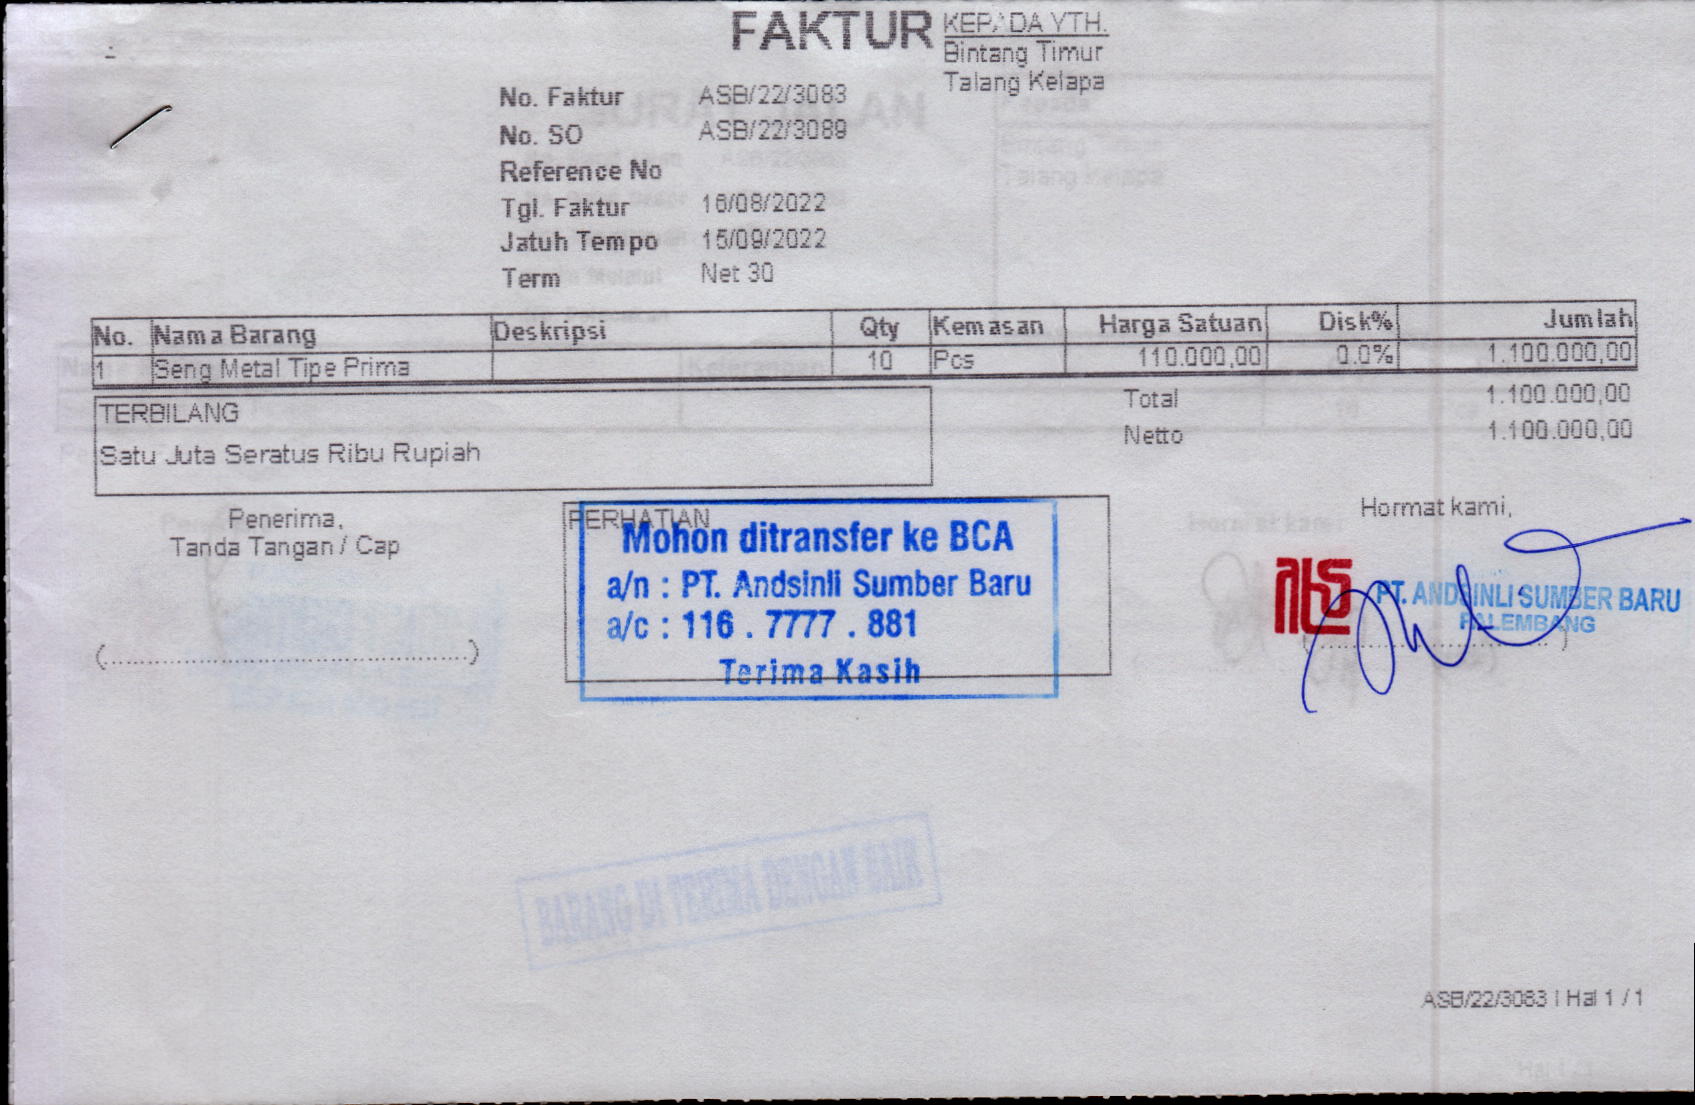 FAKTUR
KEPADA YTH.
Bintang Timur
Talang Kelapa
No. Faktur ASB/22/3083
No. SO ASB/22/3089
Reference No
Tgl. Faktur 16/08/2022
Jatuh Tempo 15/09/2022
Term Net 30
No. Nama Barang Deskripsi Qty Kemasan Harga Satuan Disk% Jumlah
1 Seng Metal Tipe Prima 10 Pcs 110.000,00 0.0% 1.100.000,00
Total 1.100.000,00
Netto 1.100.000,00
TERBILANG
Satu Juta Seratus Ribu Rupiah
Penerima,
Tanda Tangan / Cap
(....................................................)
PERHATIAN
Mohon ditransfer ke BCA
a/n : PT. Andsinli Sumber Baru
a/c : 116 . 7777 . 881
Terima Kasih
Hormat kami,
PT. ANDSINLI SUMBER BARU
PALEMBANG
BARANG DI TERIMA DENGAN BAIK
ASB/22/3083 | Hal 1 / 1